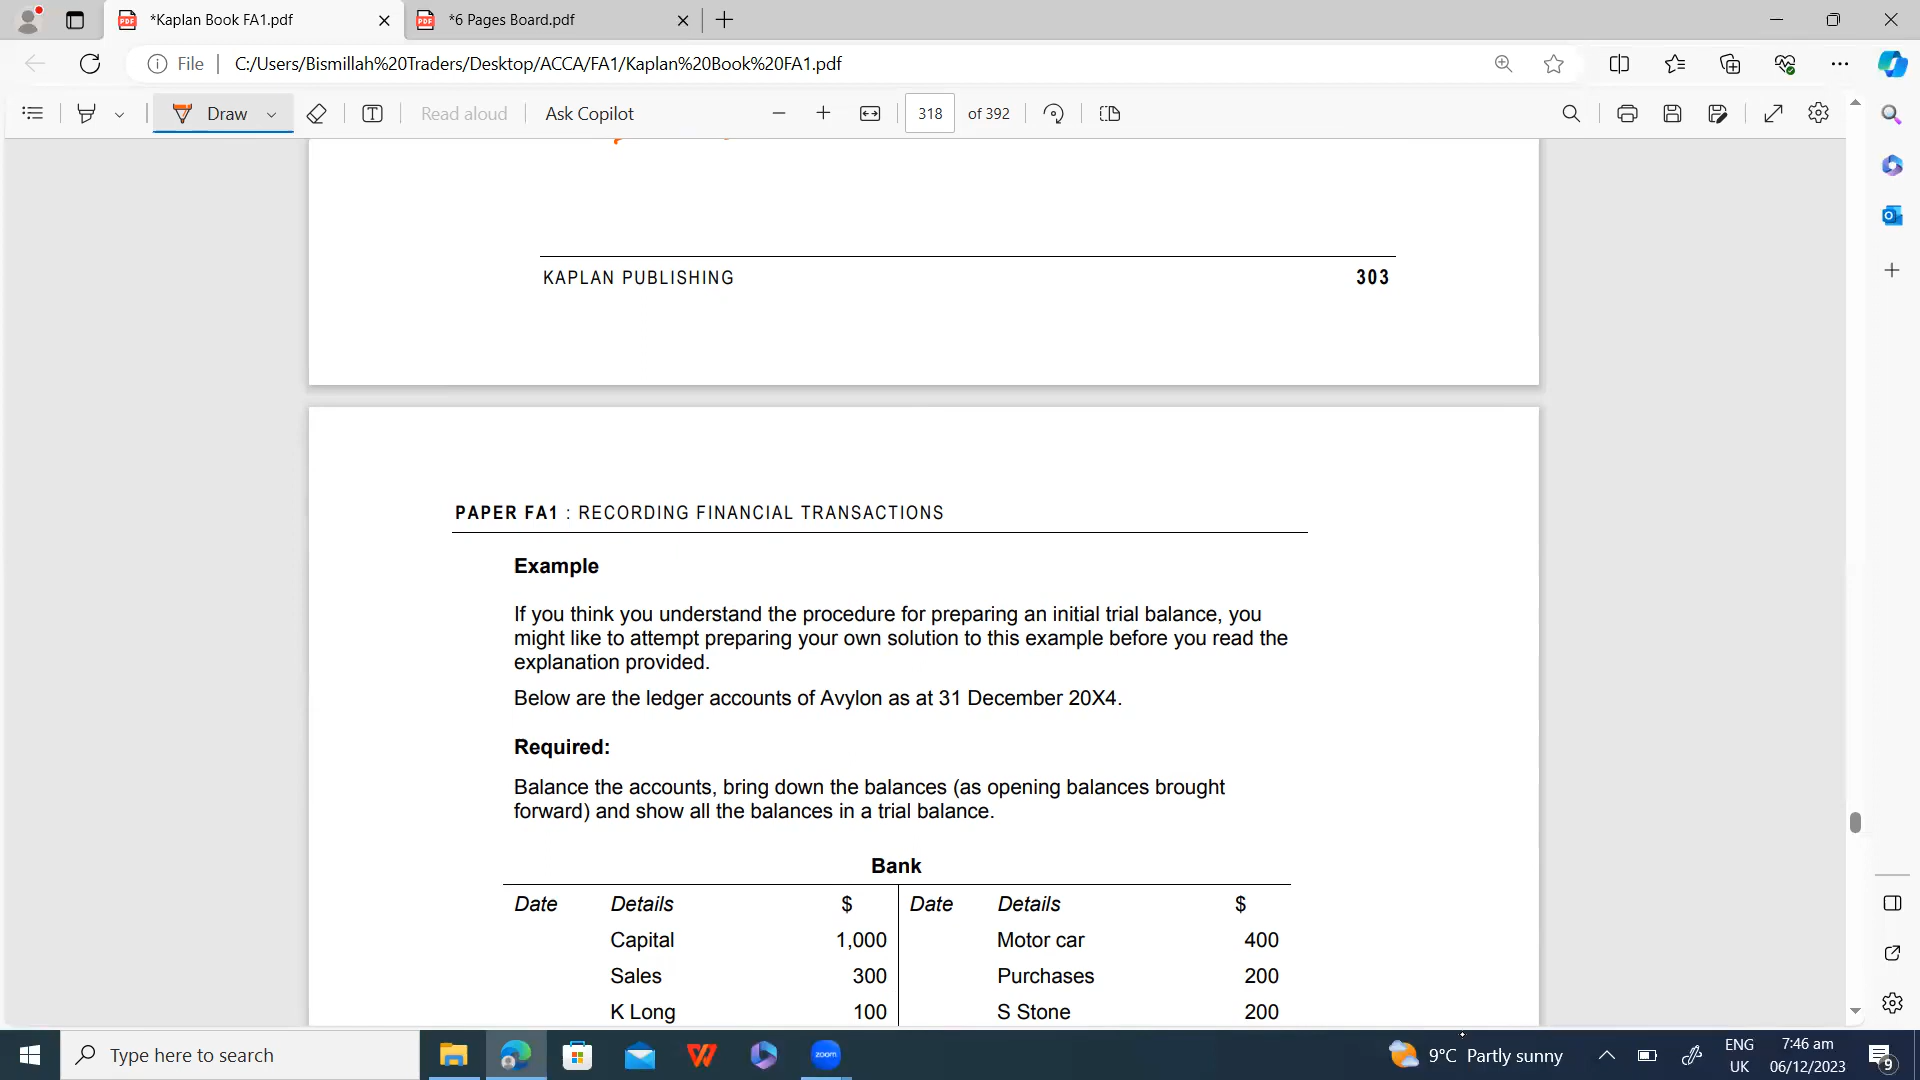 *Kaplan Book FA1.pdf
*6 Pages Board.pdf
File
C:/Users/Bismillah%20Traders/Desktop/ACCA/FA1/Kaplan%20Book%20FA1.pdf
Draw
Read aloud
Ask Copilot
318 of 392
KAPLAN PUBLISHING 303
PAPER FA1 : RECORDING FINANCIAL TRANSACTIONS
Example
If you think you understand the procedure for preparing an initial trial balance, you
might like to attempt preparing your own solution to this example before you read the
explanation provided.
Below are the ledger accounts of Avylon as at 31 December 20X4.
Required:
Balance the accounts, bring down the balances (as opening balances brought
forward) and show all the balances in a trial balance.
Bank
Date Details $ Date Details $
Capital 1,000 Motor car 400
Sales 300 Purchases 200
K Long 100 S Stone 200
Type here to search
zoom
9°C Partly sunny
ENG
UK
7:46 am
06/12/2023
9